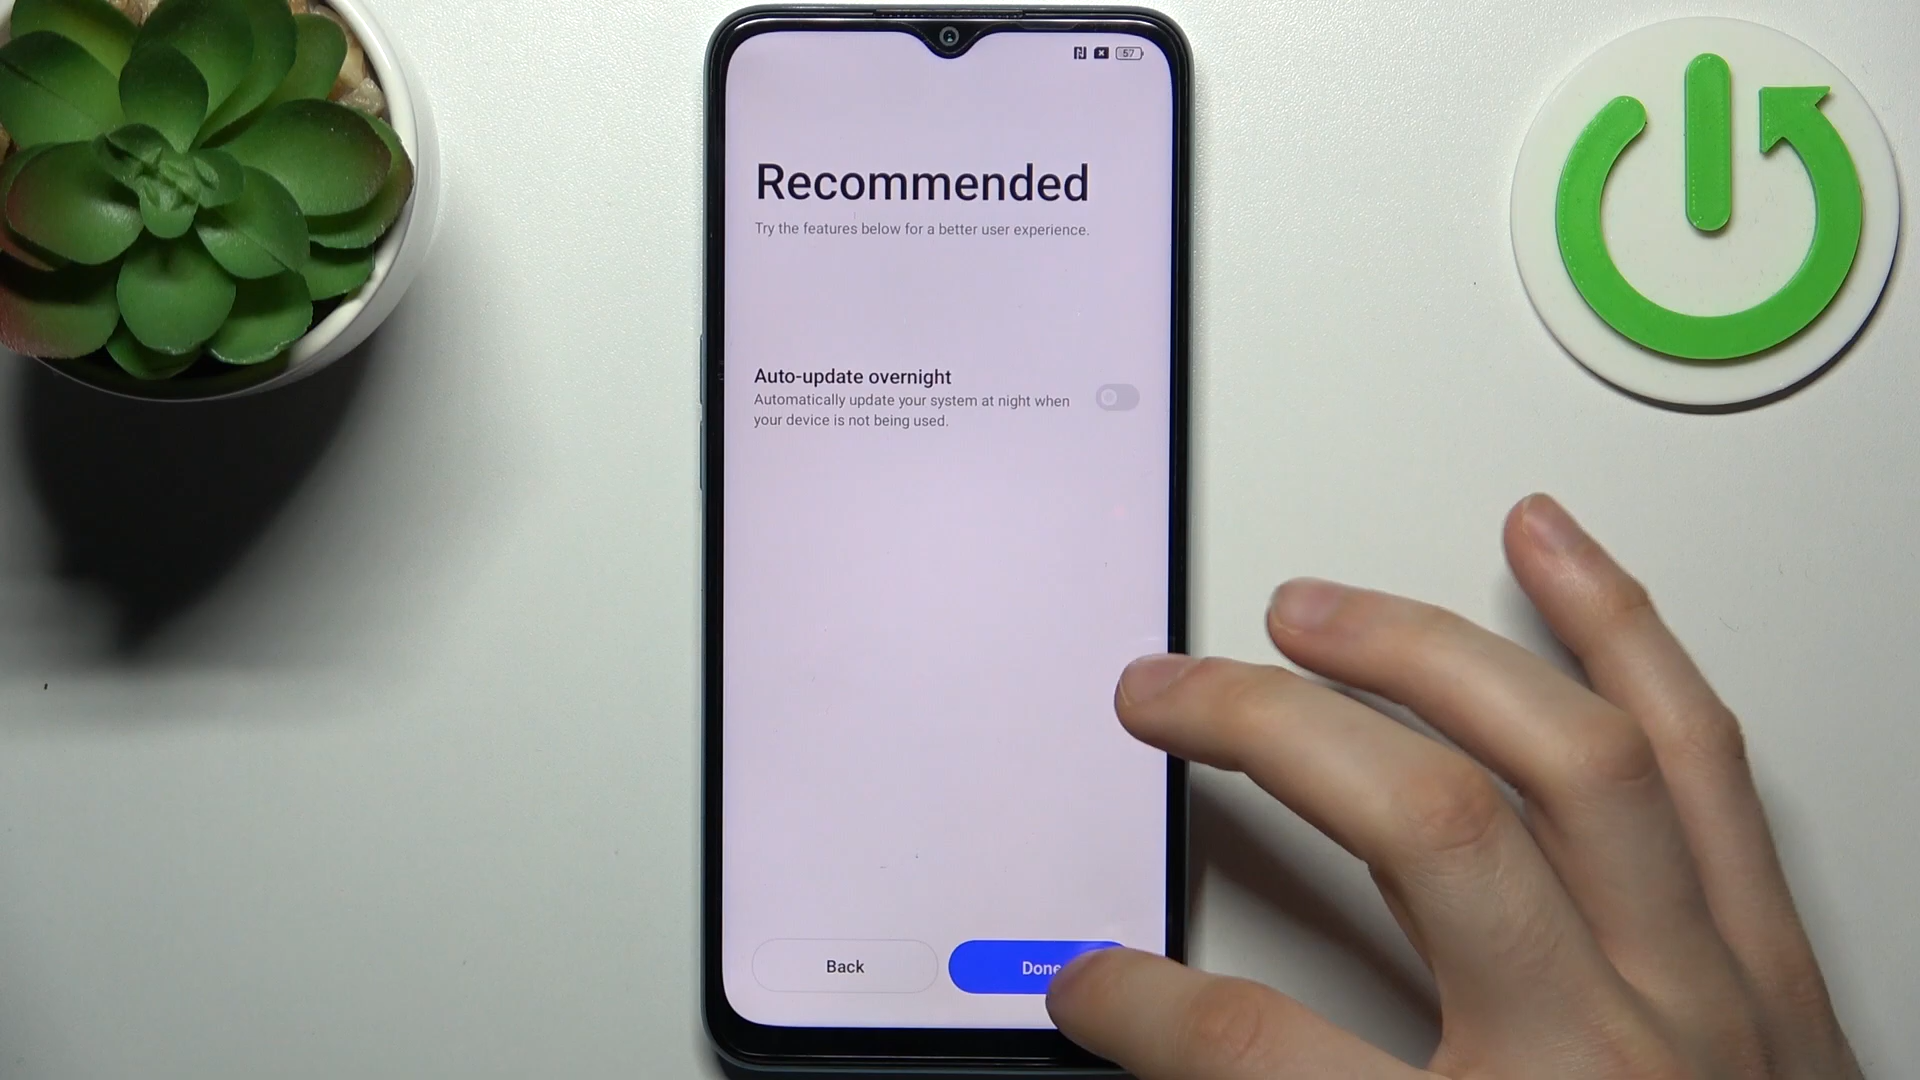 57
Recommended
Try the features below for a better user experience.
Auto-update overnight
Automatically update your system at night when
your device is not being used.
Back
Done